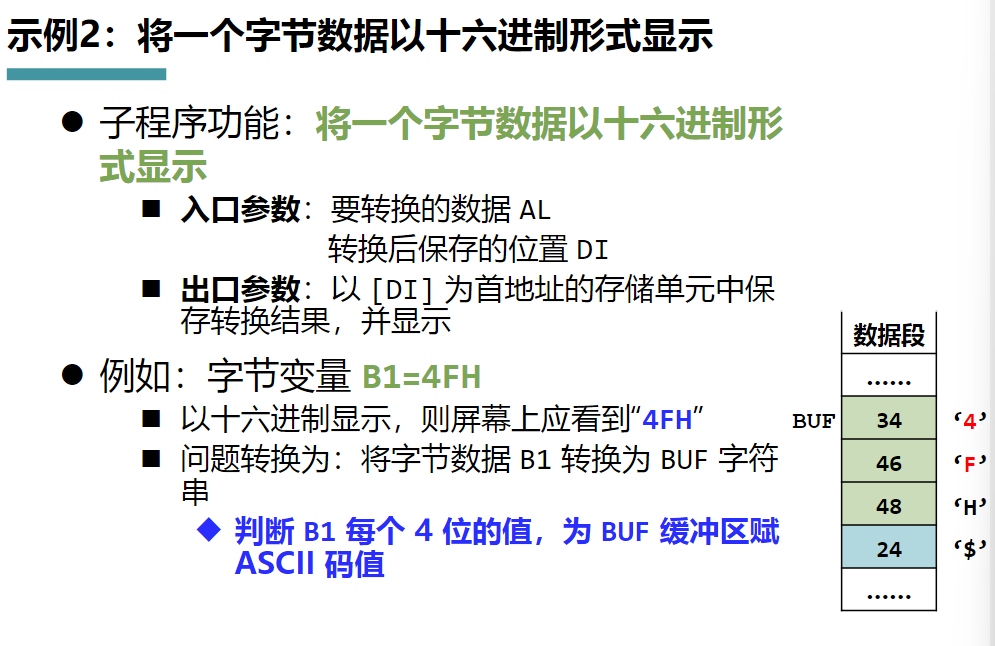 示例2：将一个字节数据以十六进制形式显示
● 子程序功能：将一个字节数据以十六进制形
式显示
■ 入口参数：要转换的数据 AL
转换后保存的位置 DI
■ 出口参数：以 [DI] 为首地址的存储单元中保
存转换结果，并显示
● 例如：字节变量 B1=4FH
■ 以十六进制显示，则屏幕上应看到“4FH”
■ 问题转换为：将字节数据 B1 转换为 BUF 字符
串
◆ 判断 B1 每个 4 位的值，为 BUF 缓冲区赋
ASCII 码值
数据段
……
BUF 34 ‘4’
46 ‘F’
48 ‘H’
24 ‘$’
……